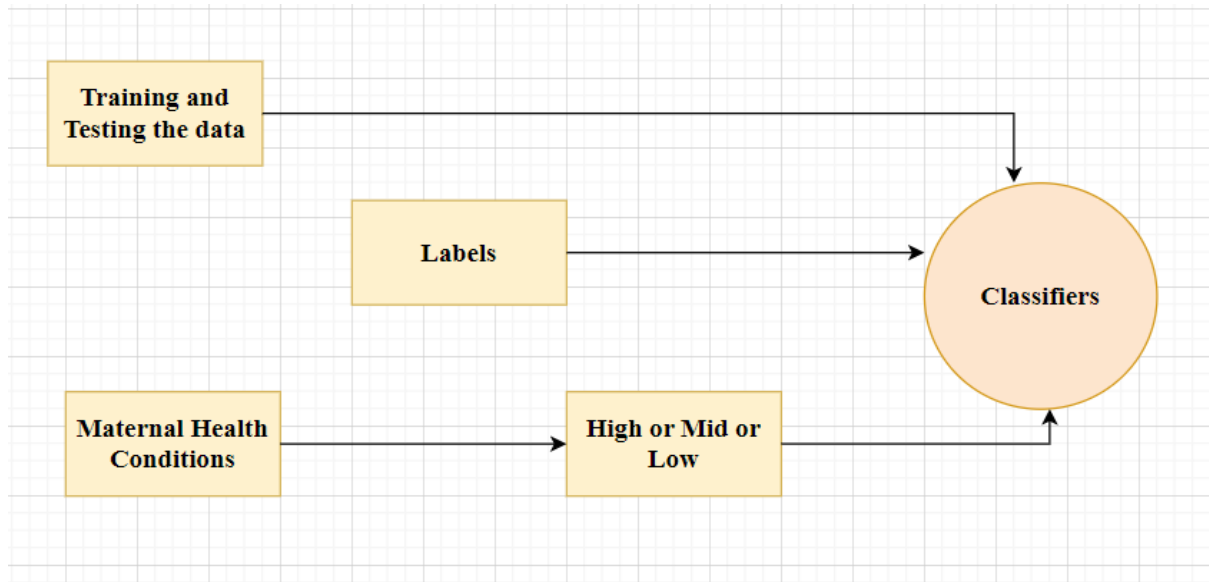 Training and
Testing the data
Labels
Classifiers
Maternal Health
Conditions
High or Mid or
Low